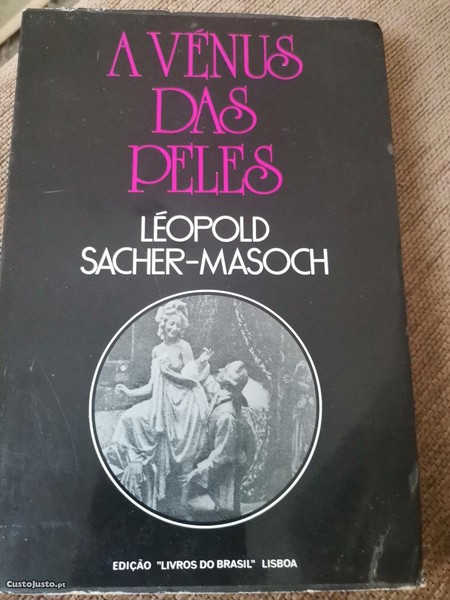 A VÉNUS
DAS
PELES
LÉOPOLD
SACHER-MASOCH
EDIÇÃO "LIVROS DO BRASIL" LISBOA
CustoJusto.pt